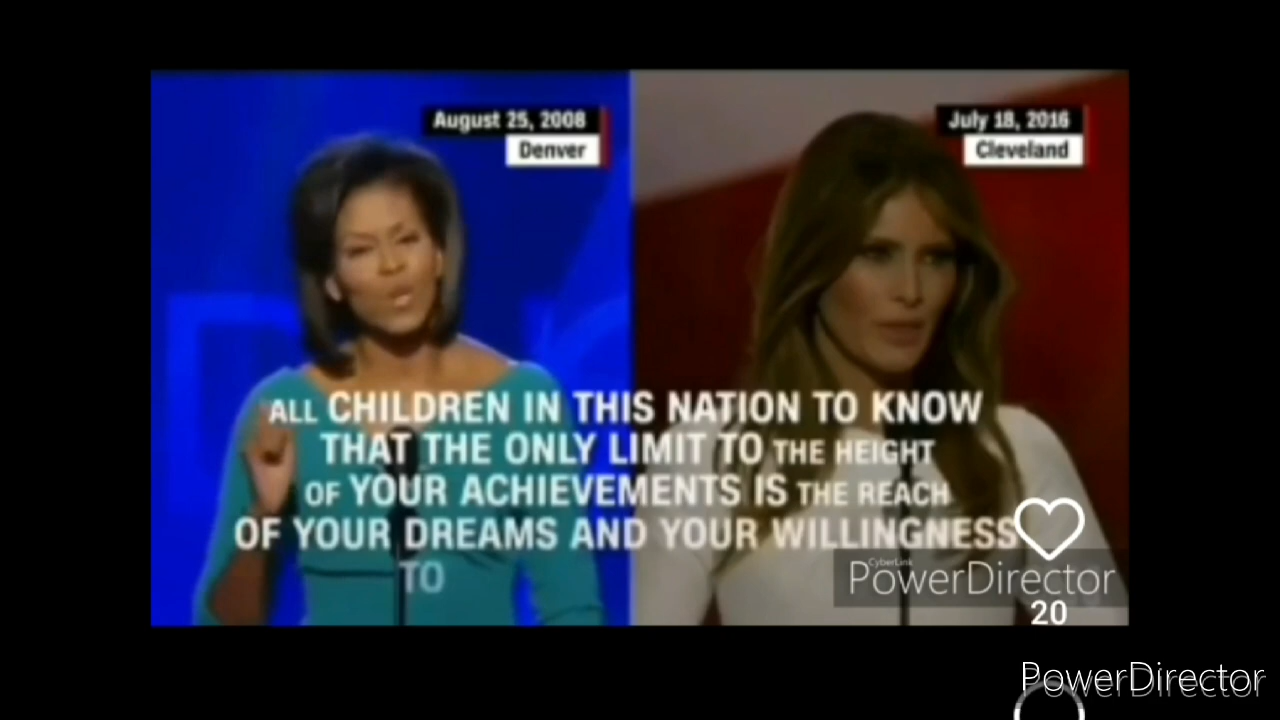 August 25, 2008
Denver
July 18, 2016
Cleveland
ALL CHILDREN IN THIS NATION TO KNOW
THAT THE ONLY LIMIT TO THE HEIGHT
OF YOUR ACHIEVEMENTS IS THE REACH
OF YOUR DREAMS AND YOUR WILLINGNESS
TO
CyberLink
PowerDirector
20
PowerDirector